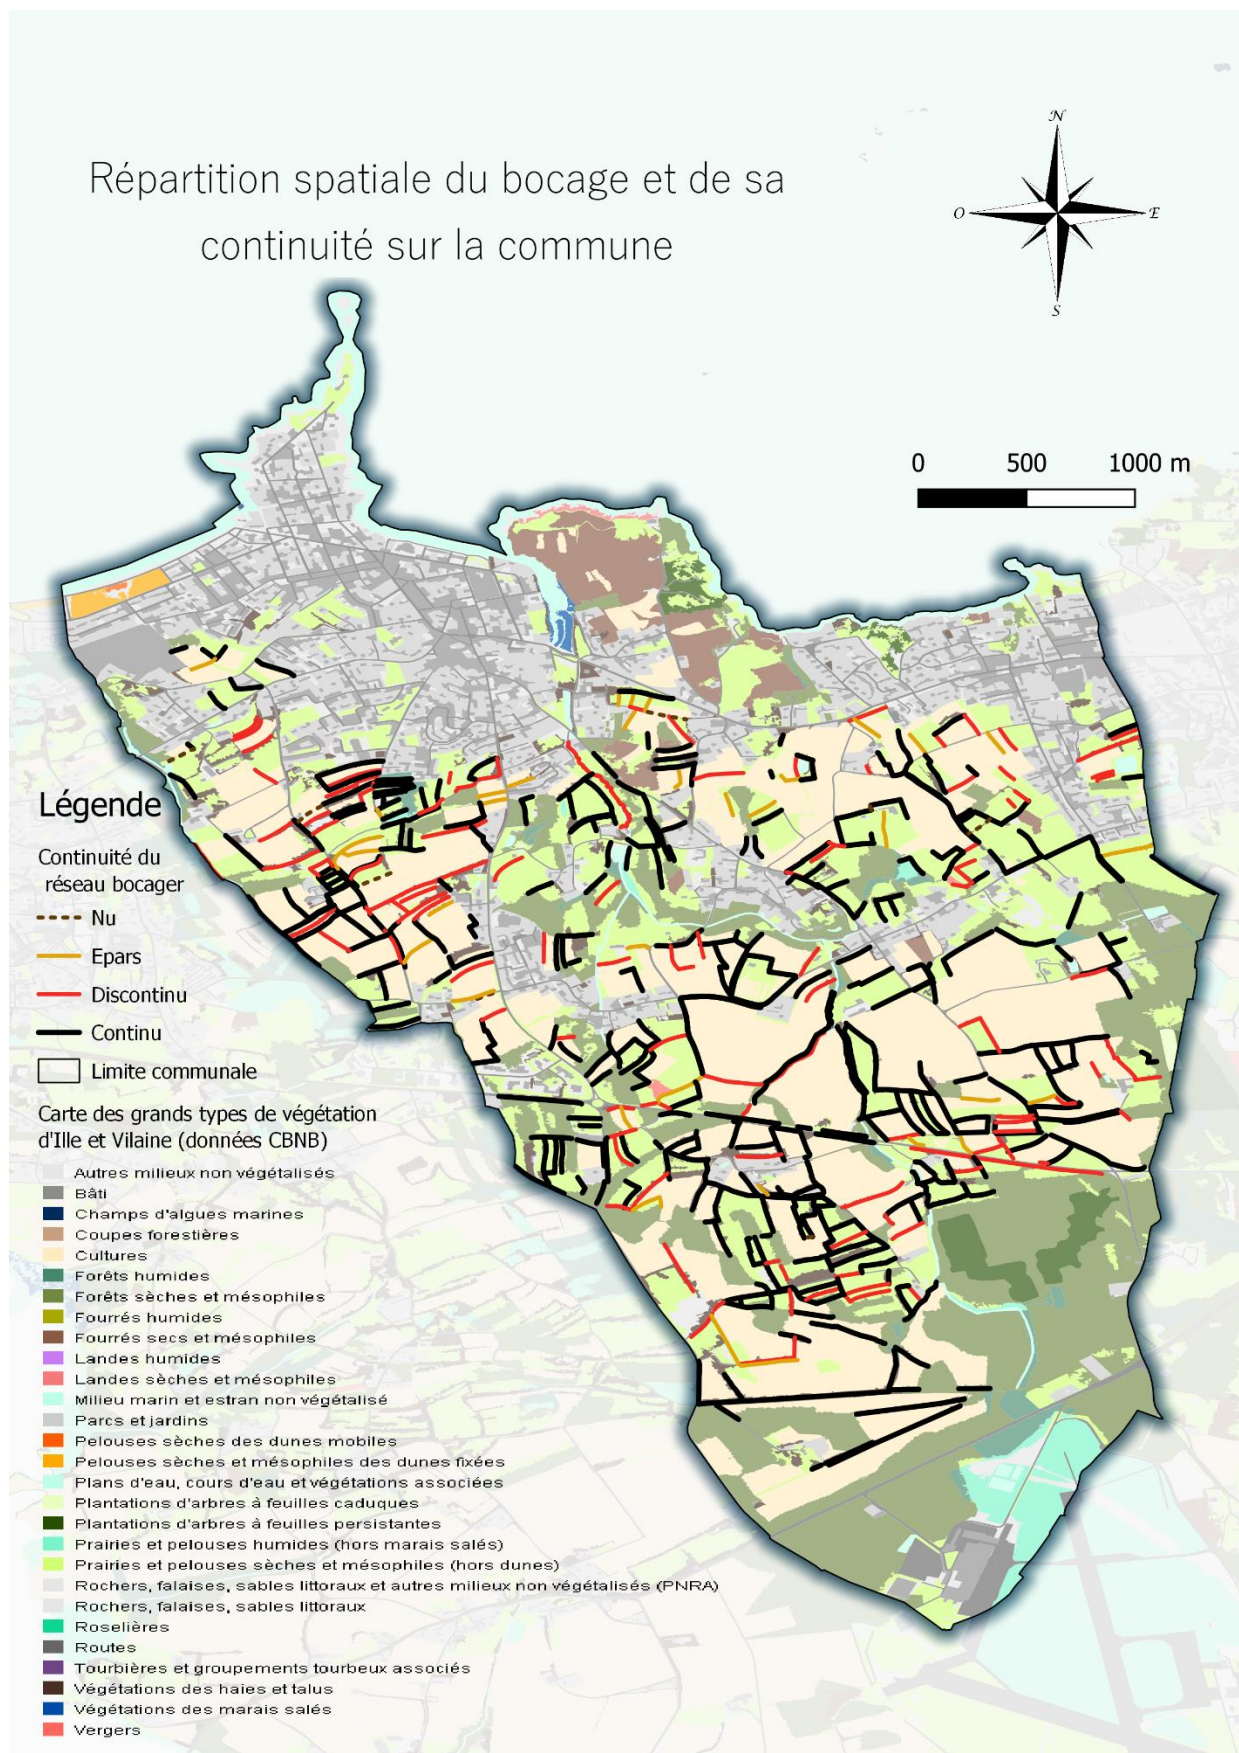 Répartition spatiale du bocage et de sa
continuité sur la commune
N
O
E
S
0 500 1000 m
Légende
Continuité du
réseau bocager
Nu
Epars
Discontinu
Continu
Limite communale
Carte des grands types de végétation
d'Ille et Vilaine (données CBNB)
Autres milieux non végétalisés
Bâti
Champs d'algues marines
Coupes forestières
Cultures
Forêts humides
Forêts sèches et mésophiles
Fourrés humides
Fourrés secs et mésophiles
Landes humides
Landes sèches et mésophiles
Milieu marin et estran non végétalisé
Parcs et jardins
Pelouses sèches des dunes mobiles
Pelouses sèches et mésophiles des dunes fixées
Plans d'eau, cours d'eau et végétations associées
Plantations d'arbres à feuilles caduques
Plantations d'arbres à feuilles persistantes
Prairies et pelouses humides (hors marais salés)
Prairies et pelouses sèches et mésophiles (hors dunes)
Rochers, falaises, sables littoraux et autres milieux non végétalisés (PNRA)
Rochers, falaises, sables littoraux
Roselières
Routes
Tourbières et groupements tourbeux associés
Végétations des haies et talus
Végétations des marais salés
Vergers